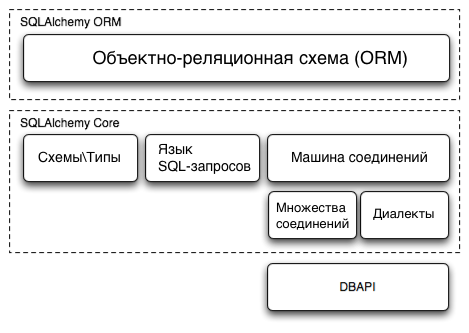 SQLAlchemy ORM
Объектно-реляционная схема (ORM)
SQLAlchemy Core
Схемы\Типы
Язык
SQL-запросов
Машина соединений
Множества
соединений
Диалекты
DBAPI